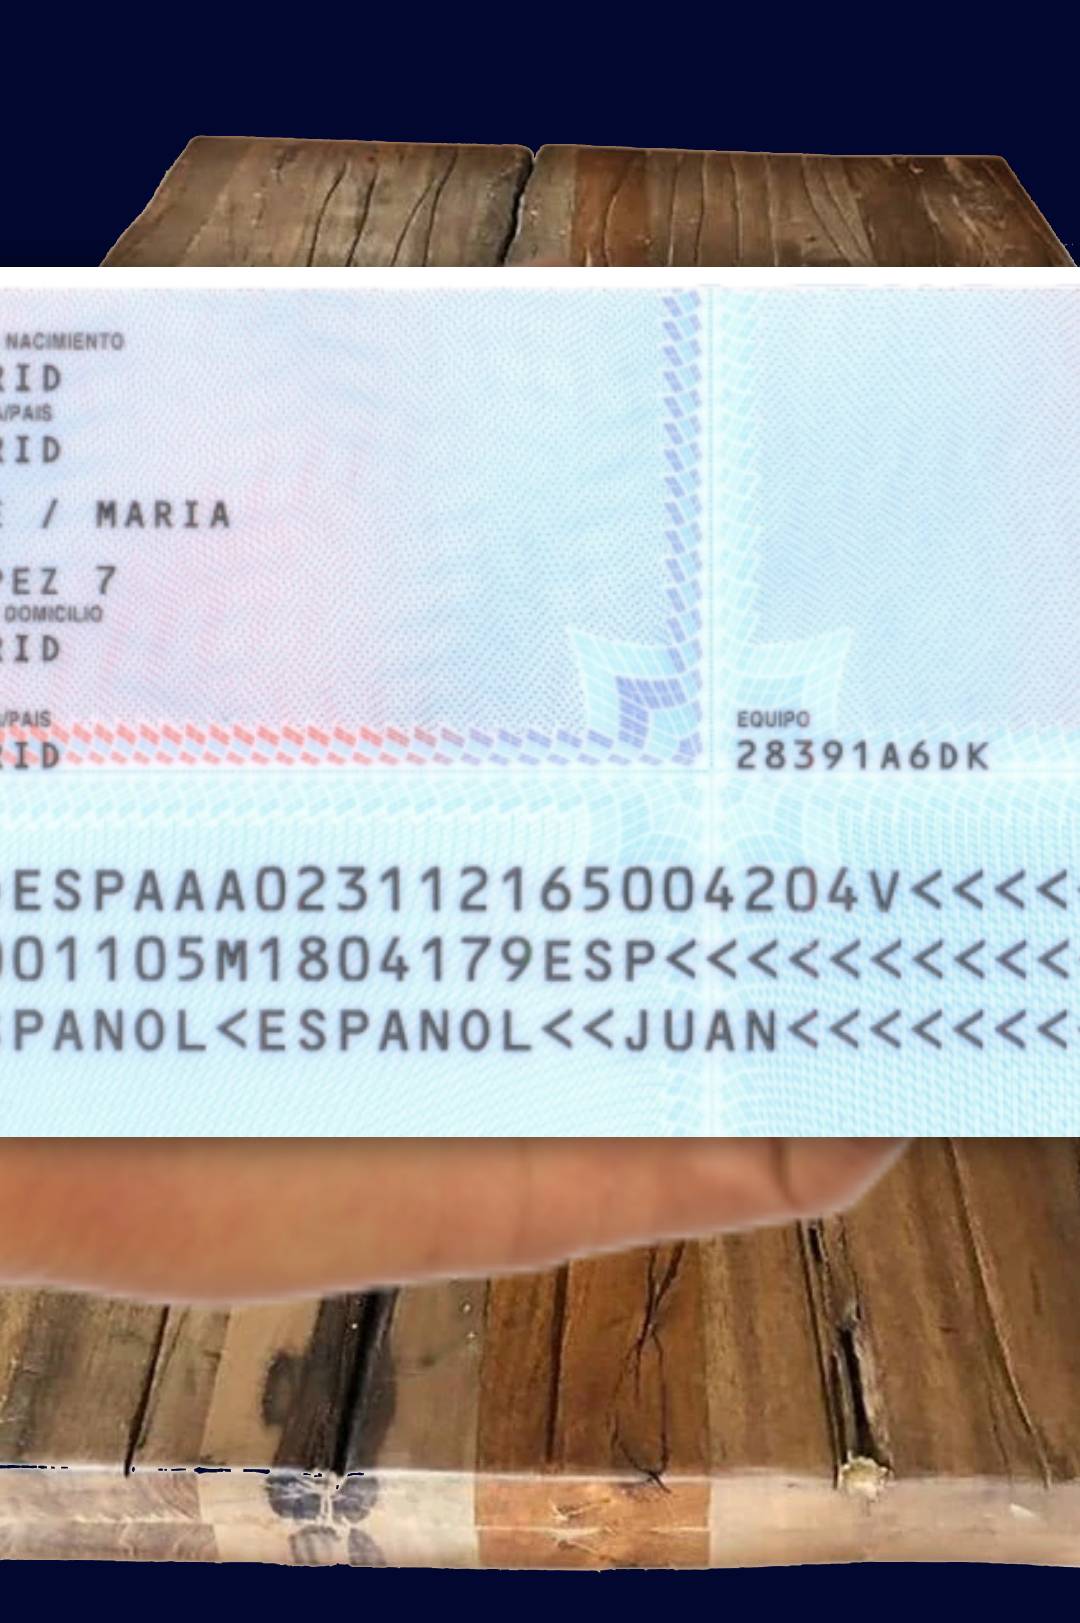 NACIMIENTO
RID
/PAIS
RID
/ MARIA
PEZ 7
DOMICILIO
RID
/PAIS
RID
EQUIPO
28391A6DK
ESPAAA023112165004204V<<<<
001105M1804179ESP<<<<<<<<<<
PANOL<ESPANOL<<JUAN<<<<<<<